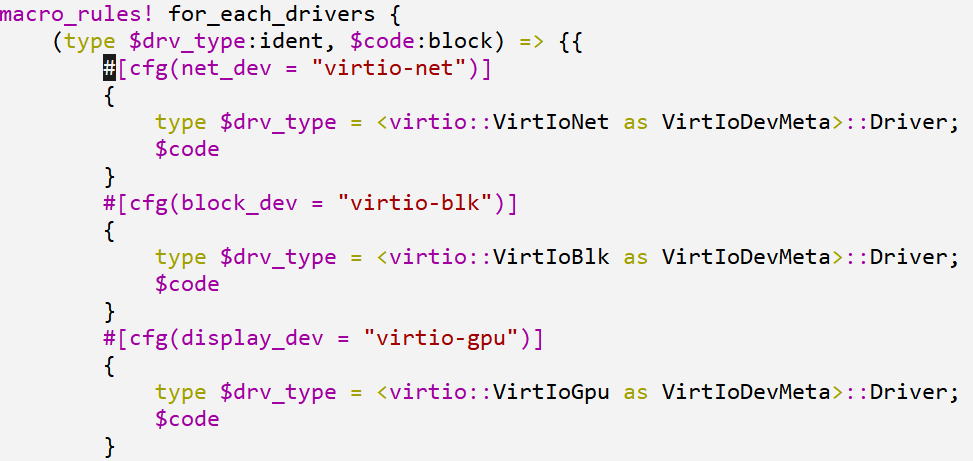 macro_rules! for_each_drivers {
    (type $drv_type:ident, $code:block) => {{
        #[cfg(net_dev = "virtio-net")]
        {
            type $drv_type = <virtio::VirtIoNet as VirtIoDevMeta>::Driver;
            $code
        }
        #[cfg(block_dev = "virtio-blk")]
        {
            type $drv_type = <virtio::VirtIoBlk as VirtIoDevMeta>::Driver;
            $code
        }
        #[cfg(display_dev = "virtio-gpu")]
        {
            type $drv_type = <virtio::VirtIoGpu as VirtIoDevMeta>::Driver;
            $code
        }